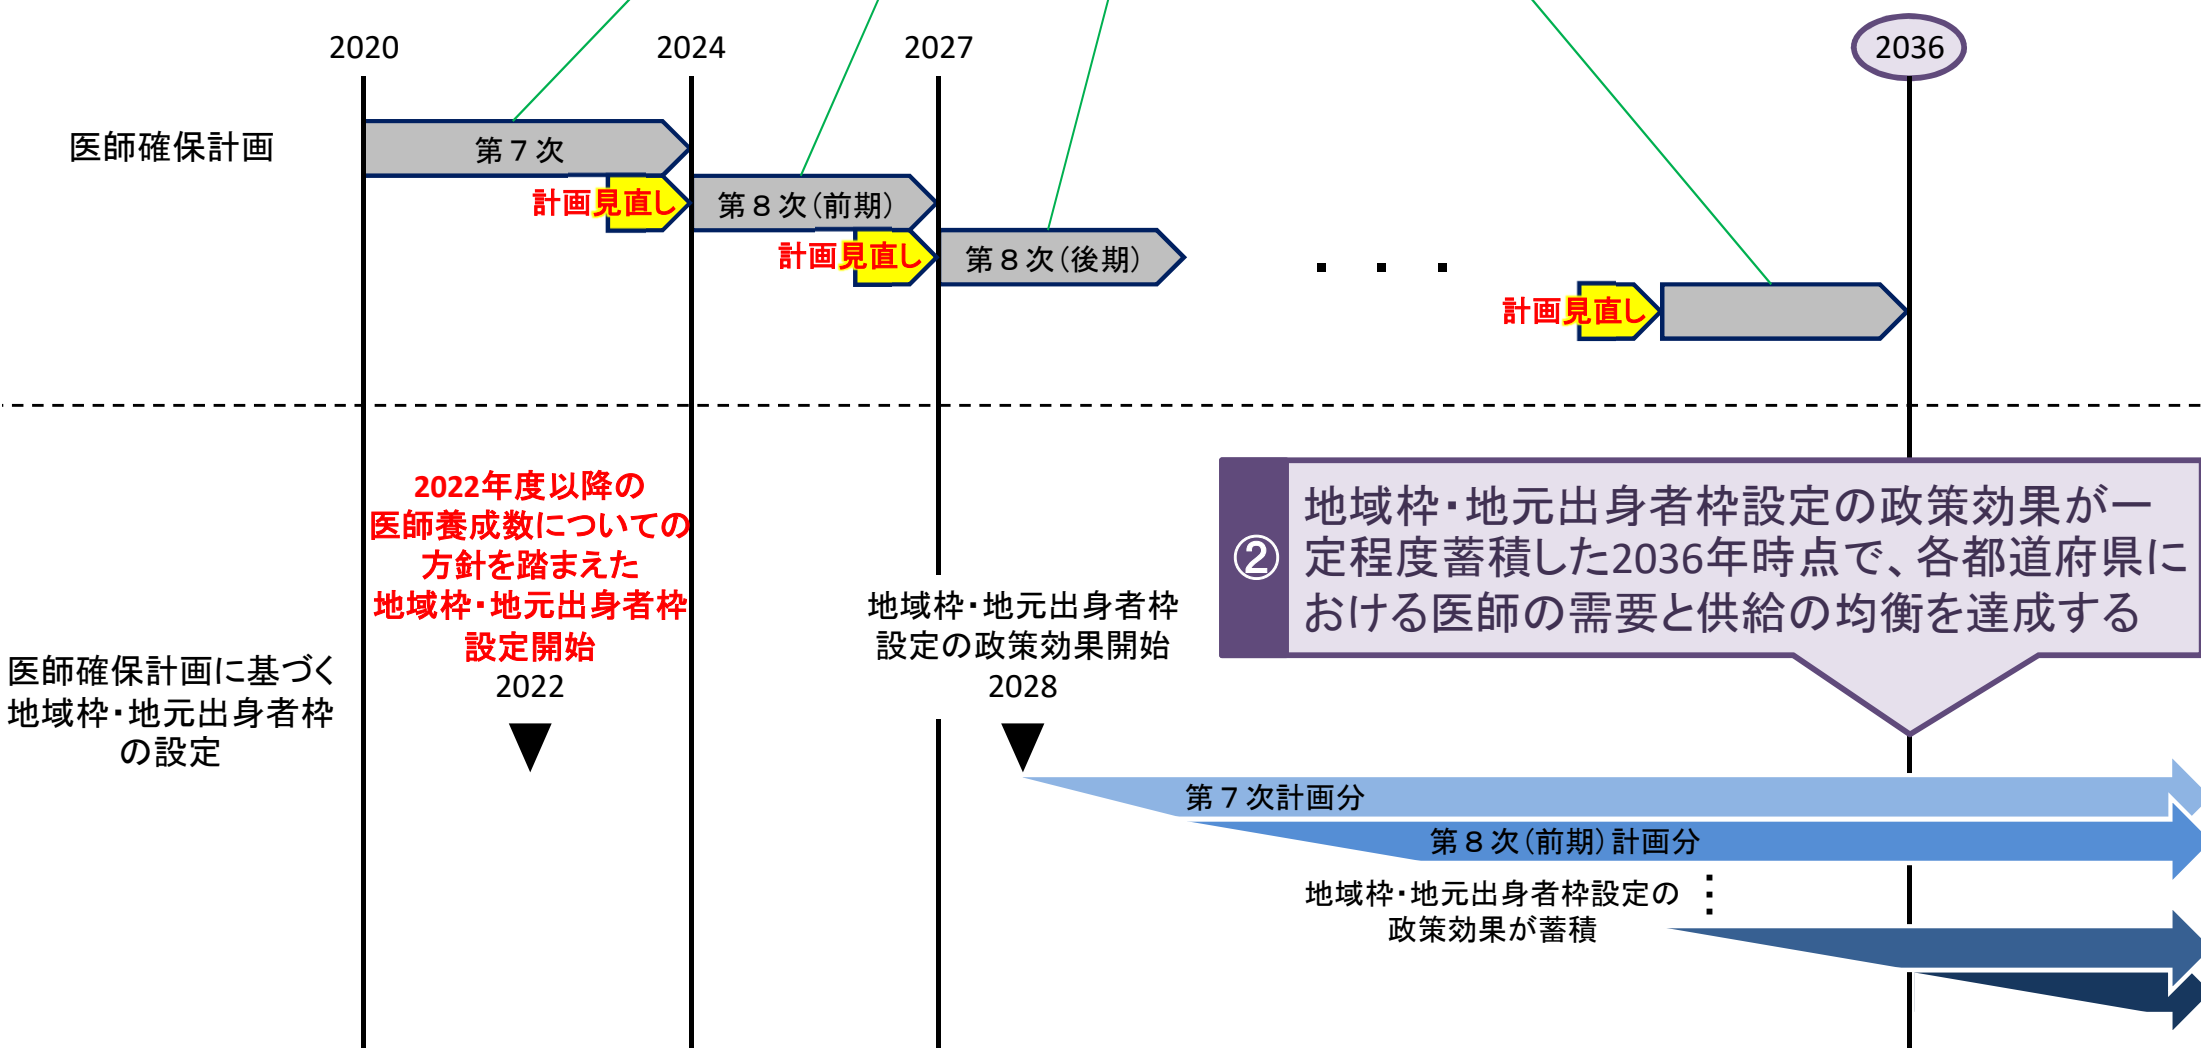 2020
2024
2027
2036
医師確保計画
第７次
計画見直し
第８次(前期)
計画見直し
第８次(後期)
・・・
計画見直し
2022年度以降の
医師養成数についての
方針を踏まえた
地域枠・地元出身者枠
設定開始
2022
地域枠・地元出身者枠
設定の政策効果開始
2028
②
地域枠・地元出身者枠設定の政策効果が一
定程度蓄積した2036年時点で、各都道府県に
おける医師の需要と供給の均衡を達成する
医師確保計画に基づく
地域枠・地元出身者枠
の設定
第７次計画分
第８次(前期)計画分
地域枠・地元出身者枠設定の
政策効果が蓄積